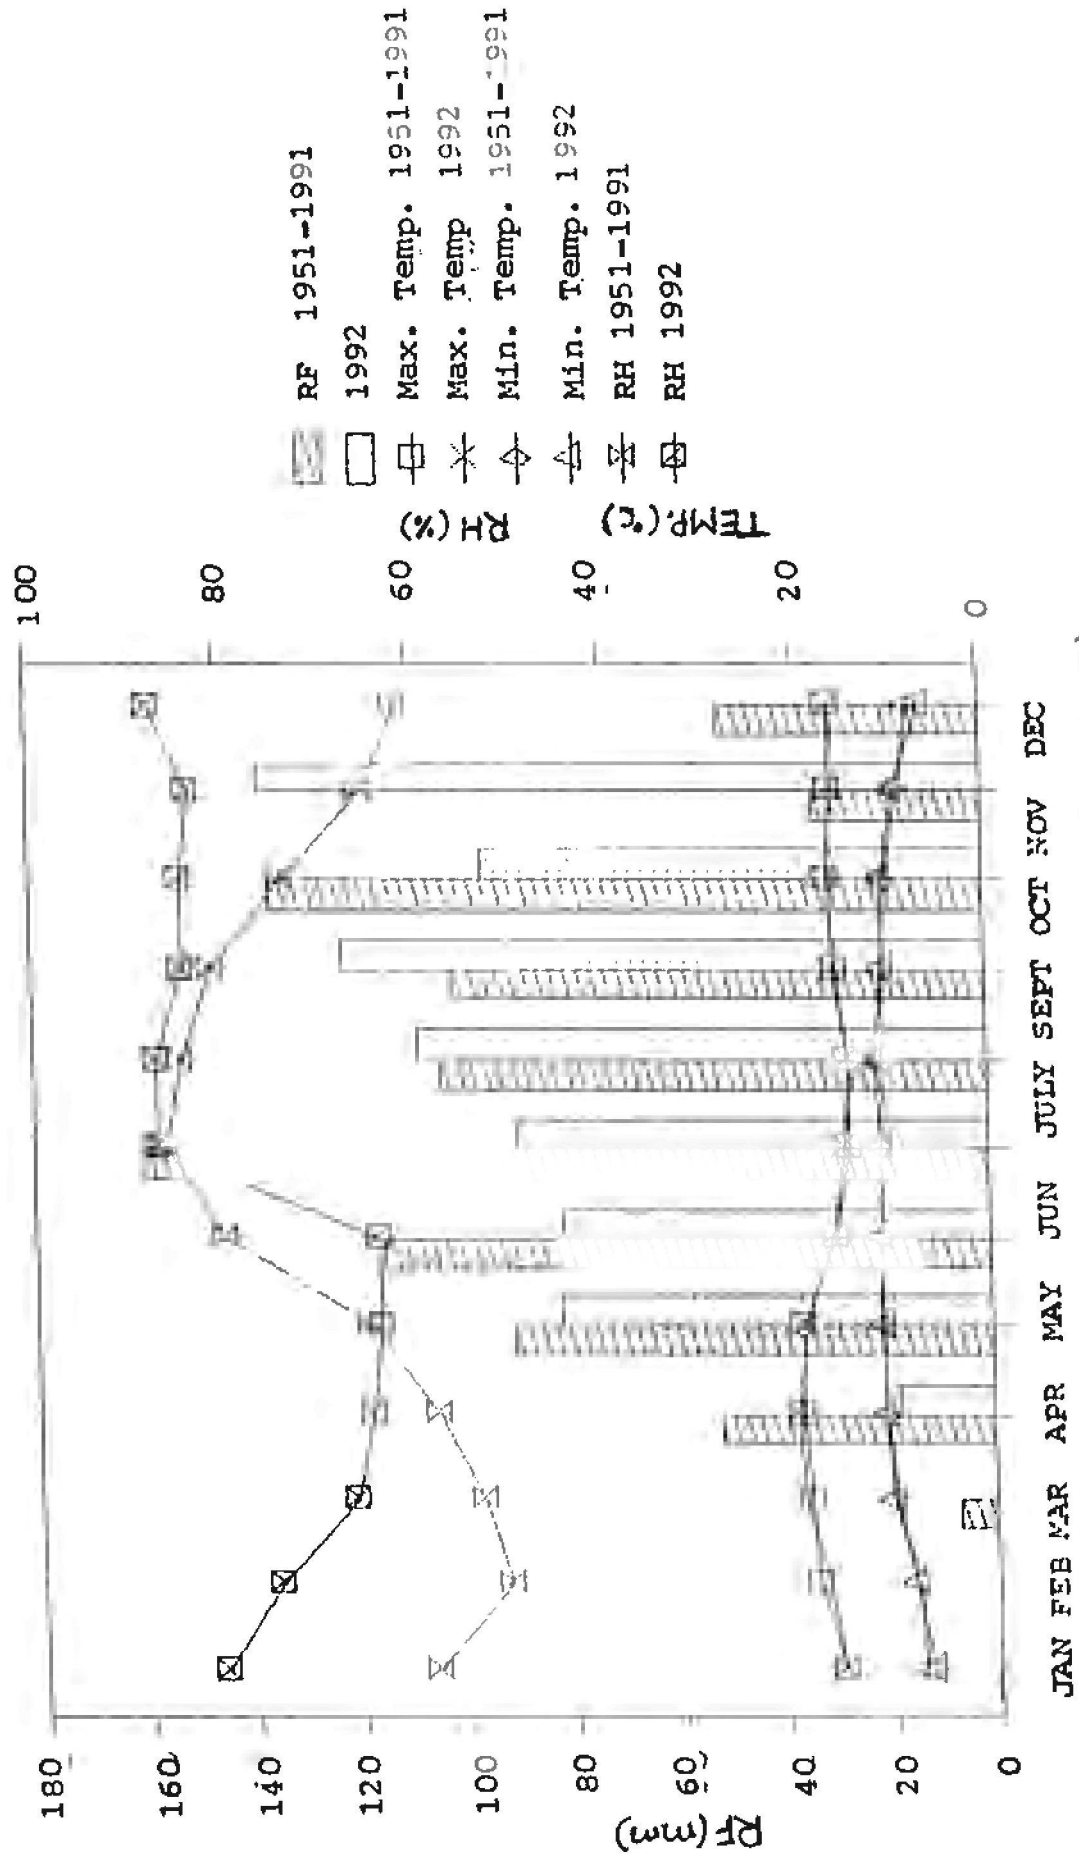 RF (mm)
180
160
140
120
100
80
60
40
20
0
JAN FEB MAR APR MAY JUN JULY SEPT OCT NOV DEC
100
80
60
40
20
0
RH (%)
TEMP. (°C)
RF 1951-1991
1992
Max. Temp. 1951-1991
Max. Temp 1992
Min. Temp. 1951-1991
Min. Temp. 1992
RH 1951-1991
RH 1992